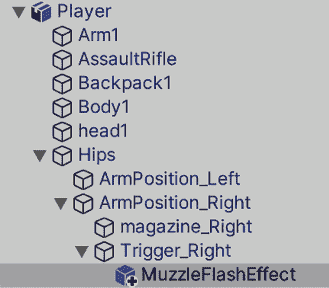 Player
Arm1
AssaultRifle
Backpack1
Body1
head1
Hips
ArmPosition_Left
ArmPosition_Right
magazine_Right
Trigger_Right
MuzzleFlashEffect